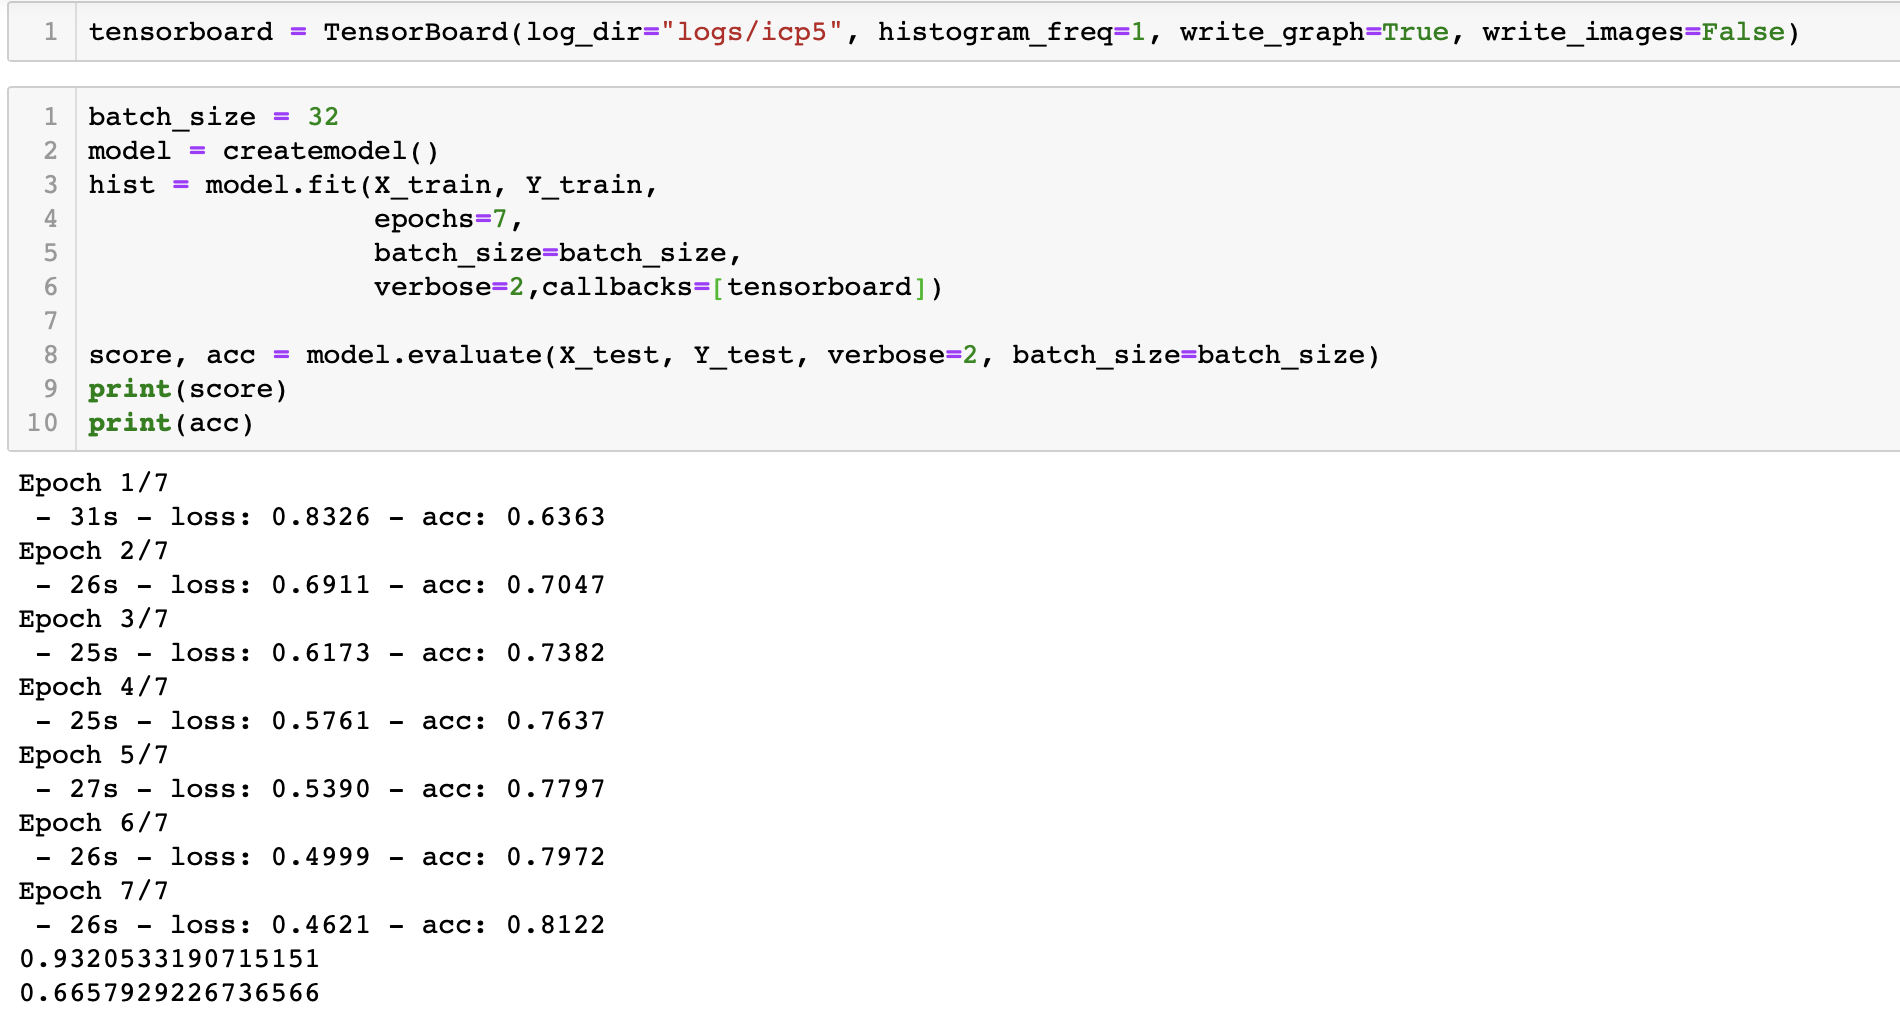 1 tensorboard = TensorBoard(log_dir="logs/icp5", histogram_freq=1, write_graph=True, write_images=False)
1 batch_size = 32
2 model = createmodel()
3 hist = model.fit(X_train, Y_train,
4                  epochs=7,
5                  batch_size=batch_size,
6                  verbose=2,callbacks=[tensorboard])
7
8 score, acc = model.evaluate(X_test, Y_test, verbose=2, batch_size=batch_size)
9 print(score)
10 print(acc)
Epoch 1/7
 - 31s - loss: 0.8326 - acc: 0.6363
Epoch 2/7
 - 26s - loss: 0.6911 - acc: 0.7047
Epoch 3/7
 - 25s - loss: 0.6173 - acc: 0.7382
Epoch 4/7
 - 25s - loss: 0.5761 - acc: 0.7637
Epoch 5/7
 - 27s - loss: 0.5390 - acc: 0.7797
Epoch 6/7
 - 26s - loss: 0.4999 - acc: 0.7972
Epoch 7/7
 - 26s - loss: 0.4621 - acc: 0.8122
0.9320533190715151
0.6657929226736566